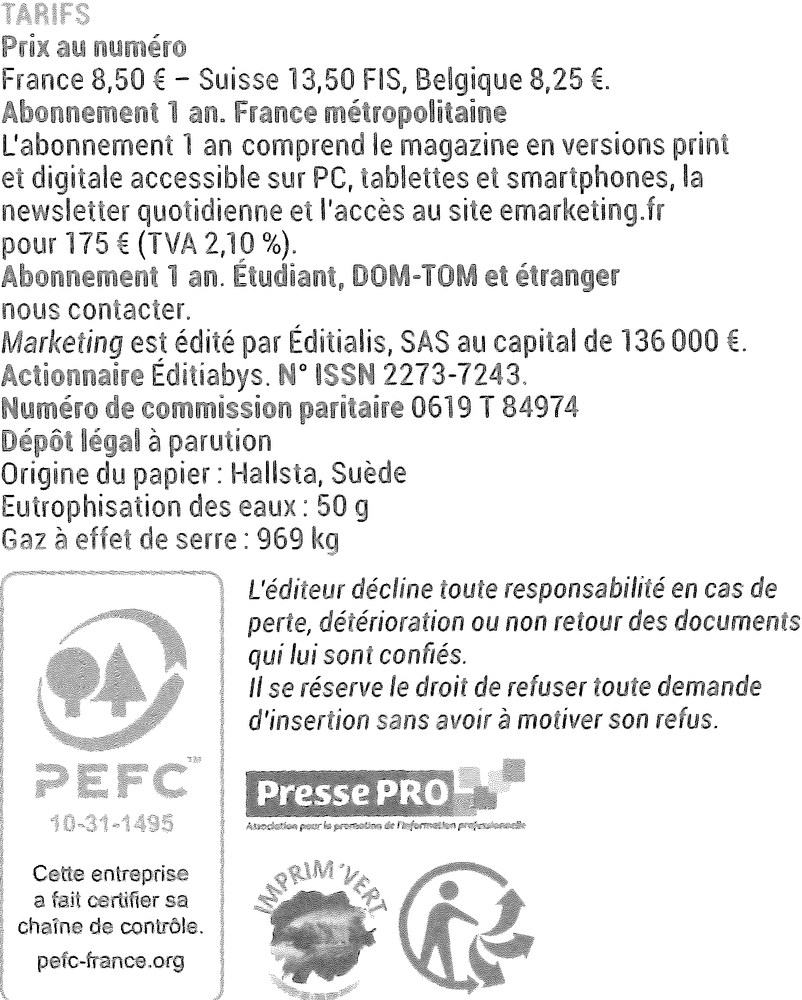 TARIFS
Prix au numéro
France 8,50 € – Suisse 13,50 FIS, Belgique 8,25 €.
Abonnement 1 an. France métropolitaine
L'abonnement 1 an comprend le magazine en versions print
et digitale accessible sur PC, tablettes et smartphones, la
newsletter quotidienne et l'accès au site emarketing.fr
pour 175 € (TVA 2,10 %).
Abonnement 1 an. Étudiant, DOM-TOM et étranger
nous contacter.
Marketing est édité par Éditialis, SAS au capital de 136 000 €.
Actionnaire Éditiabys. N° ISSN 2273-7243.
Numéro de commission paritaire 0619 T 84974
Dépôt légal à parution
Origine du papier : Hallsta, Suède
Eutrophisation des eaux : 50 g
Gaz à effet de serre : 969 kg
PEFC™
10-31-1495
Cette entreprise
a fait certifier sa
chaîne de contrôle.
pefc-france.org
L'éditeur décline toute responsabilité en cas de
perte, détérioration ou non retour des documents
qui lui sont confiés.
Il se réserve le droit de refuser toute demande
d'insertion sans avoir à motiver son refus.
Presse PRO
Association pour la promotion de l'information professionnelle
IMPRIM'VERT